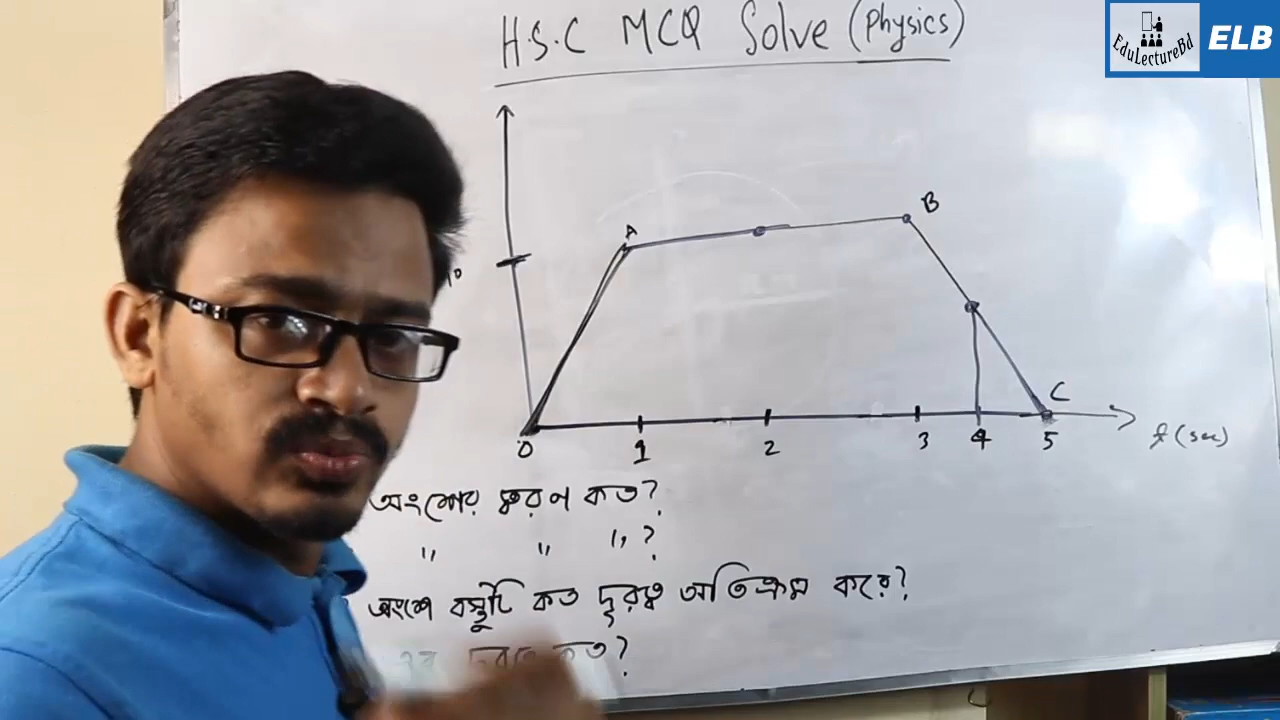 H.S.C MCQ Solve (Physics)
EduLectureBd
ELB
A
B
C
0 1 2 3 4 5
t (sec)
অংশের ত্বরণ কত?
" " " ?
অংশে বস্তুটি কত দূরত্ব অতিক্রম করে?
কত?